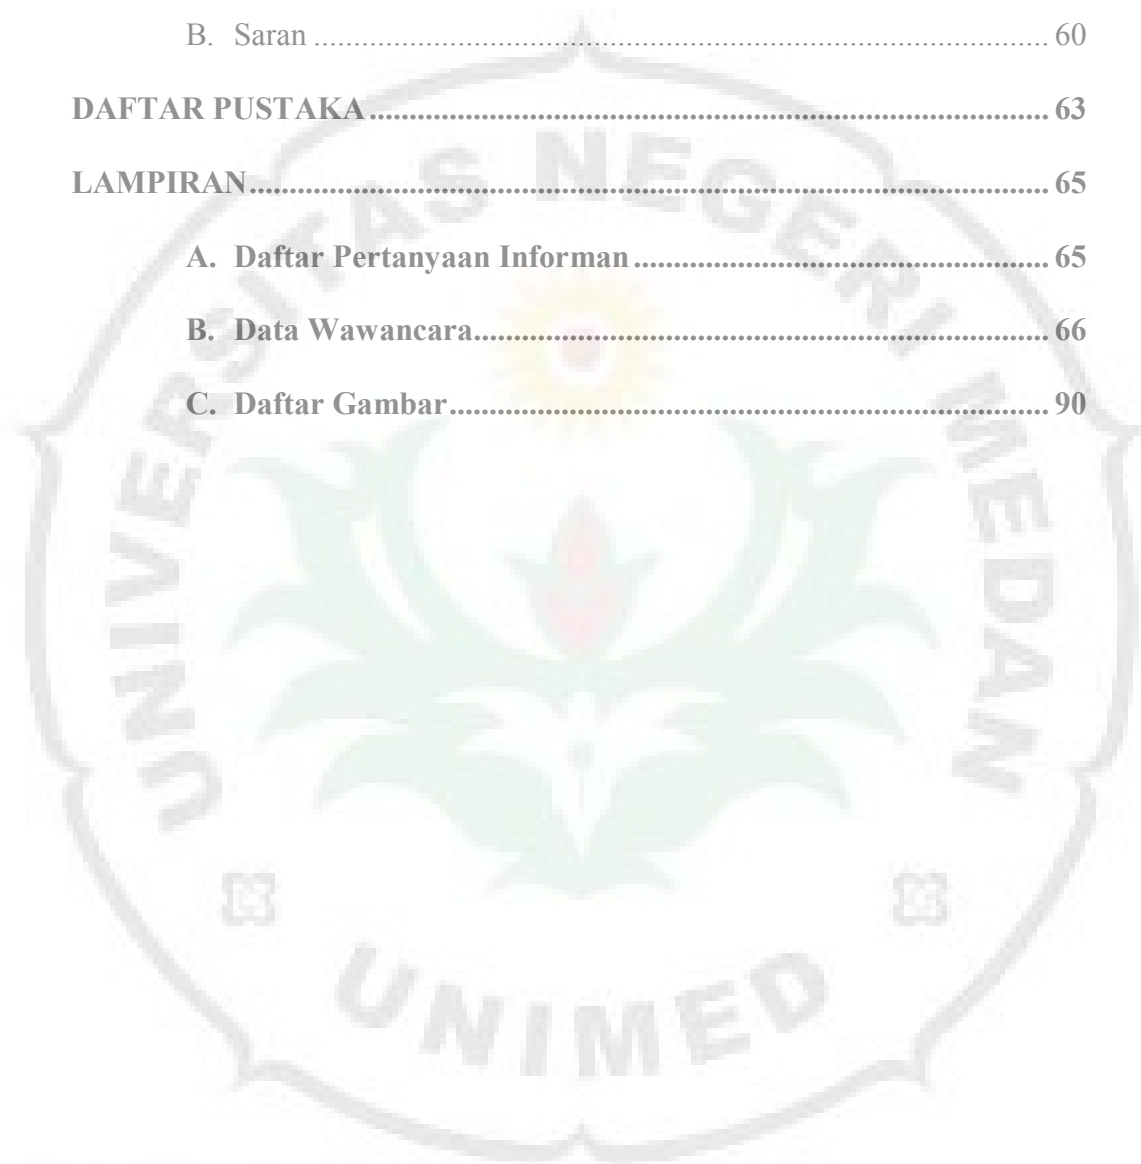 B. Saran ............................................................................................. 60
DAFTAR PUSTAKA ...................................................................................... 63
LAMPIRAN ..................................................................................................... 65
A. Daftar Pertanyaan Informan .................................................... 65
B. Data Wawancara ......................................................................... 66
C. Daftar Gambar ............................................................................ 90
UNIVERSITAS NEGERI MEDAN
UNIMED